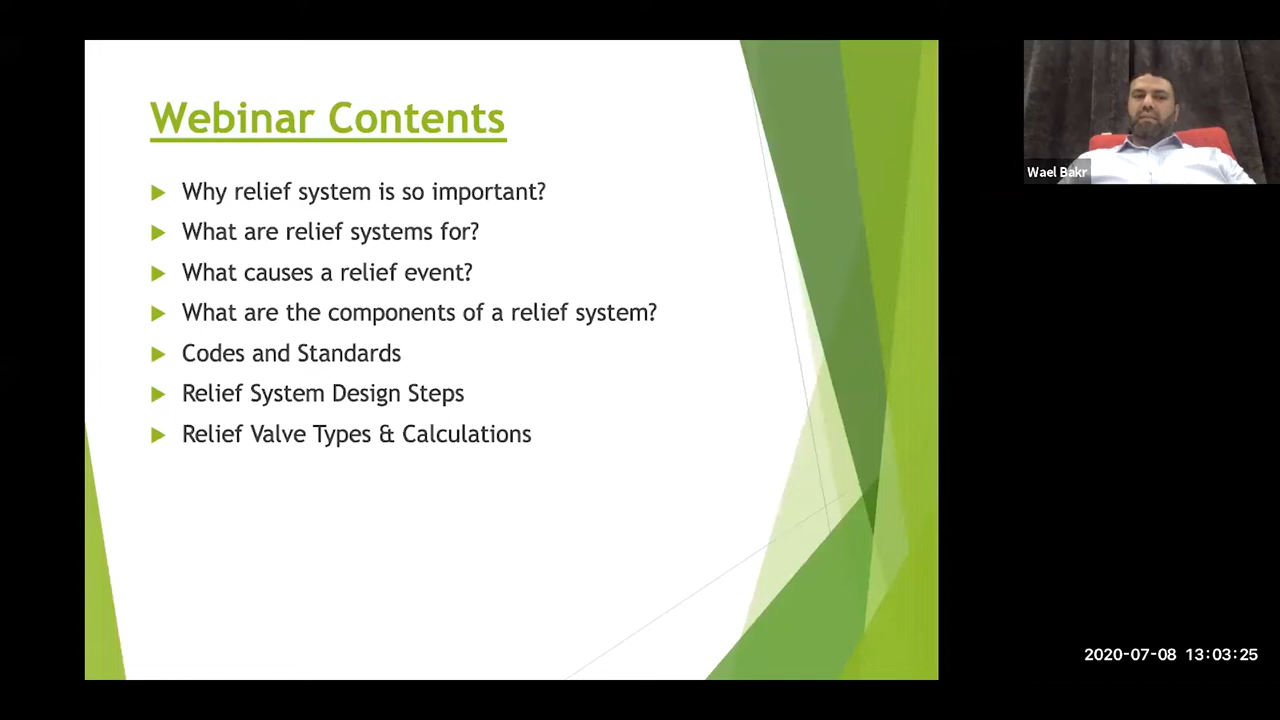 Webinar Contents
Why relief system is so important?
What are relief systems for?
What causes a relief event?
What are the components of a relief system?
Codes and Standards
Relief System Design Steps
Relief Valve Types & Calculations
Wael Bakr
2020-07-08 13:03:25